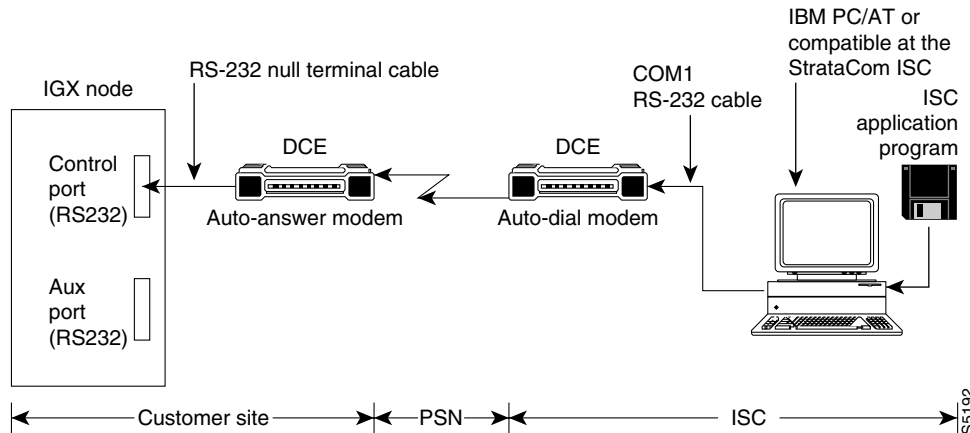 IBM PC/AT or
compatible at the
StrataCom ISC
RS-232 null terminal cable
COM1
RS-232 cable
ISC
application
program
IGX node
DCE
DCE
Control
port
(RS232)
Auto-answer modem
Auto-dial modem
Aux
port
(RS232)
Customer site
PSN
ISC
S5192